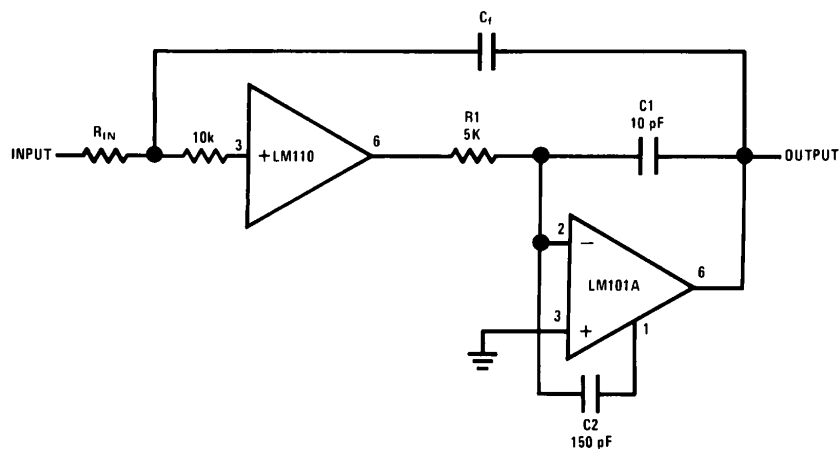 Cf
C1
10 pF
R1
5K
RIN
10k
3
6
INPUT
+LM110
OUTPUT
2
−
6
LM101A
3
+
1
C2
150 pF